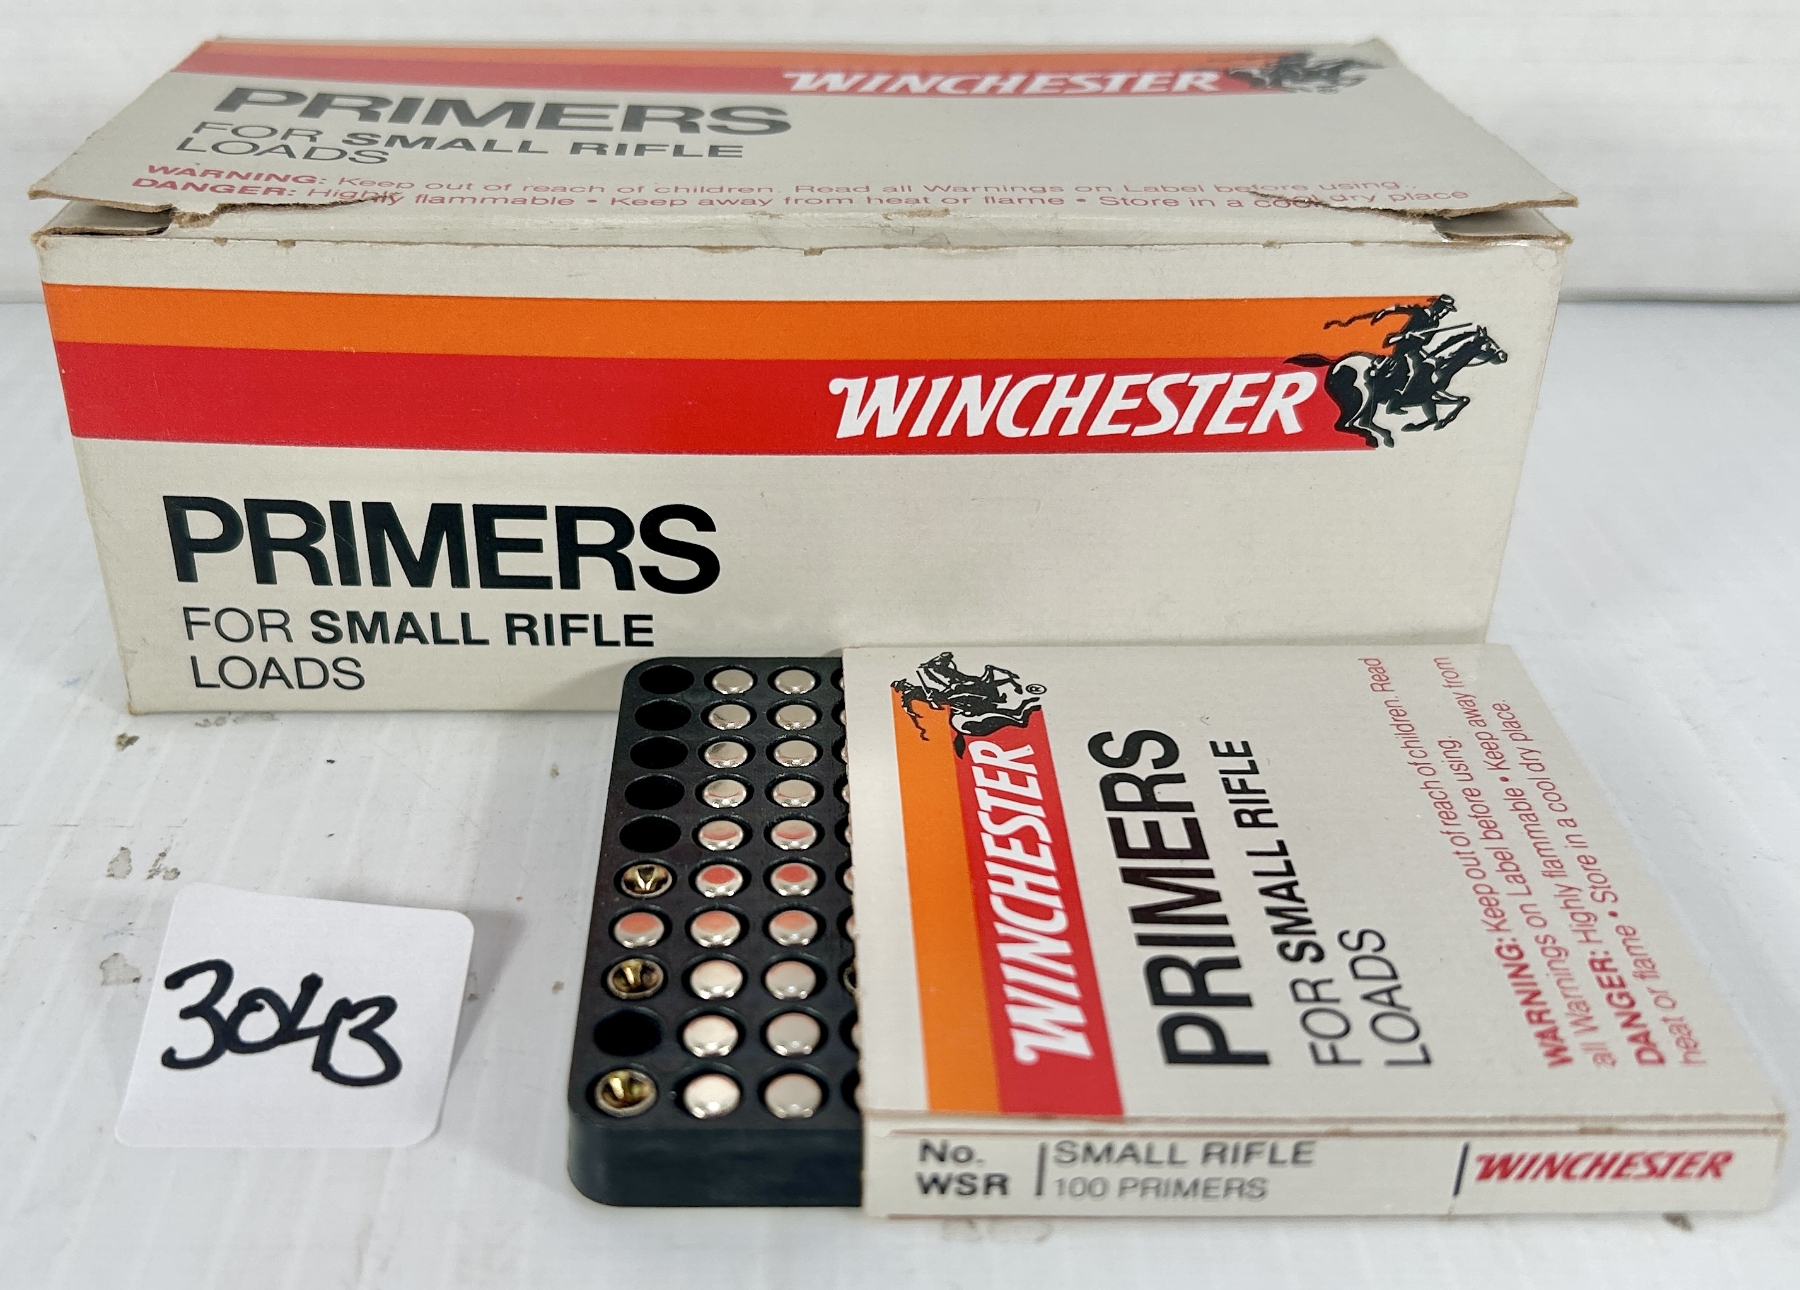 WINCHESTER
PRIMERS
FOR SMALL RIFLE
LOADS
WARNING: Keep out of reach of children. Read all Warnings on Label before using.
DANGER: Highly flammable • Keep away from heat or flame • Store in a cool dry place
WINCHESTER
PRIMERS
FOR SMALL RIFLE
LOADS
WINCHESTER ®
PRIMERS
FOR SMALL RIFLE
LOADS
WARNING: Keep out of reach of children. Read
all Warnings on Label before using.
DANGER: Highly flammable • Keep away from
heat or flame • Store in a cool dry place.
No.
WSR
SMALL RIFLE
100 PRIMERS
WINCHESTER